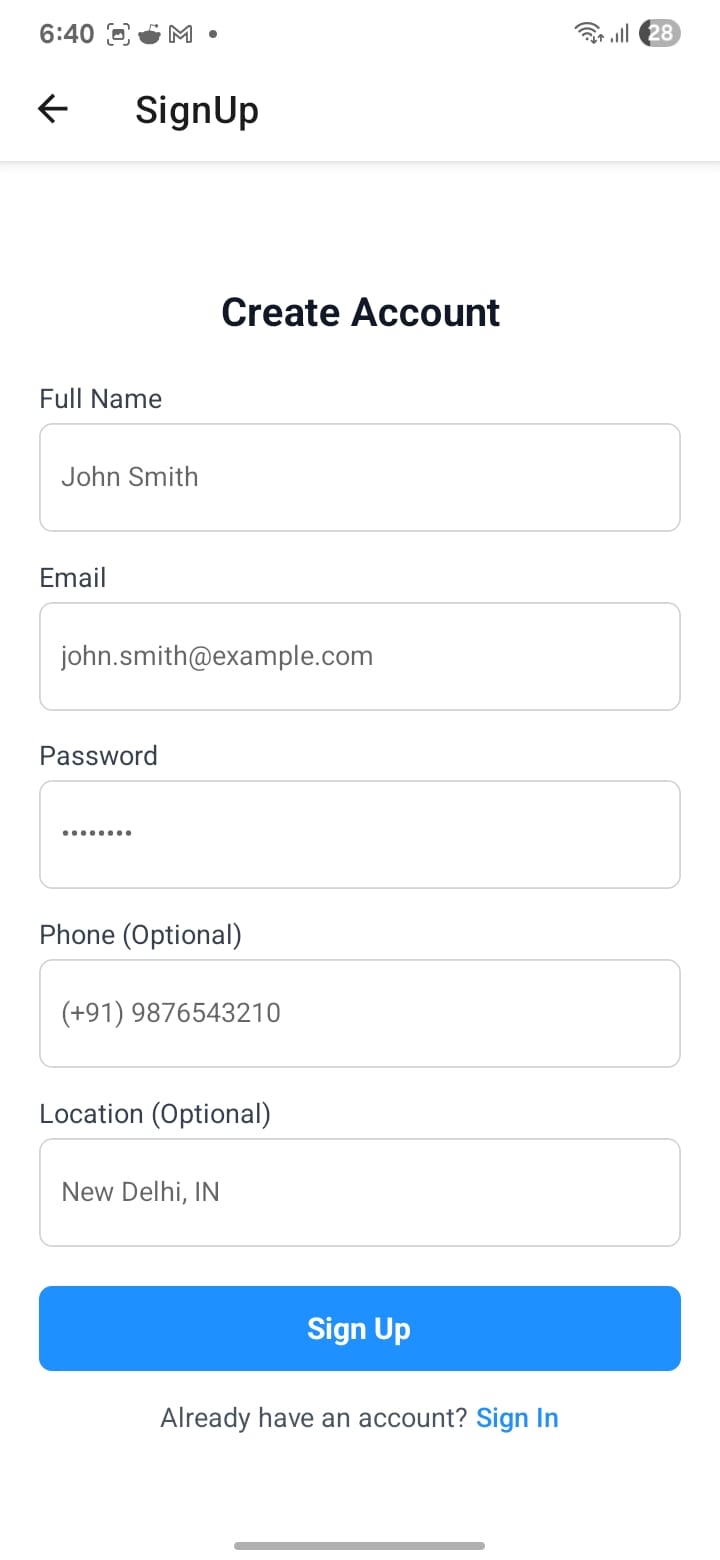 6:40
28
SignUp
Create Account
Full Name
John Smith
Email
john.smith@example.com
Password
••••••••
Phone (Optional)
(+91) 9876543210
Location (Optional)
New Delhi, IN
Sign Up
Already have an account? Sign In